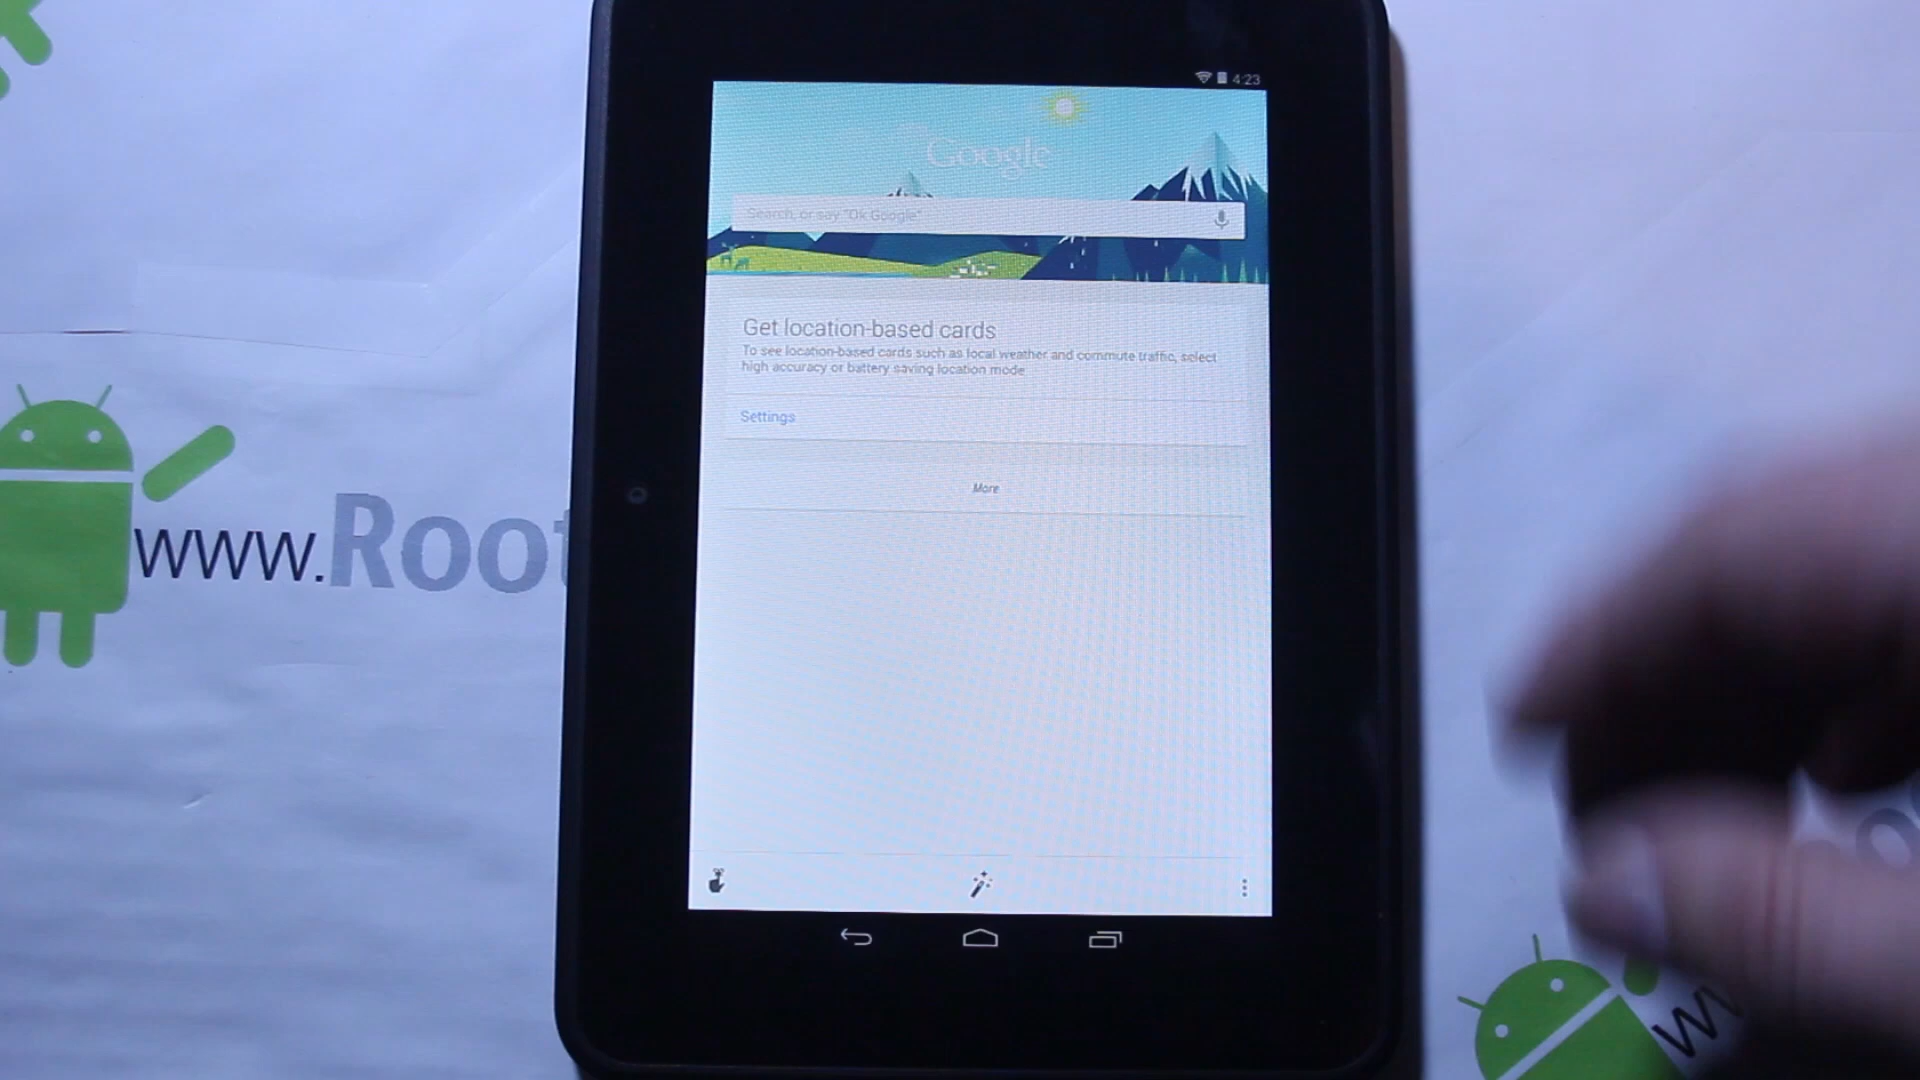 4:23
Google
Search, or say "Ok Google"
Get location-based cards
To see location-based cards such as local weather and commute traffic, select
high accuracy or battery saving location mode
Settings
More
www.Root
w